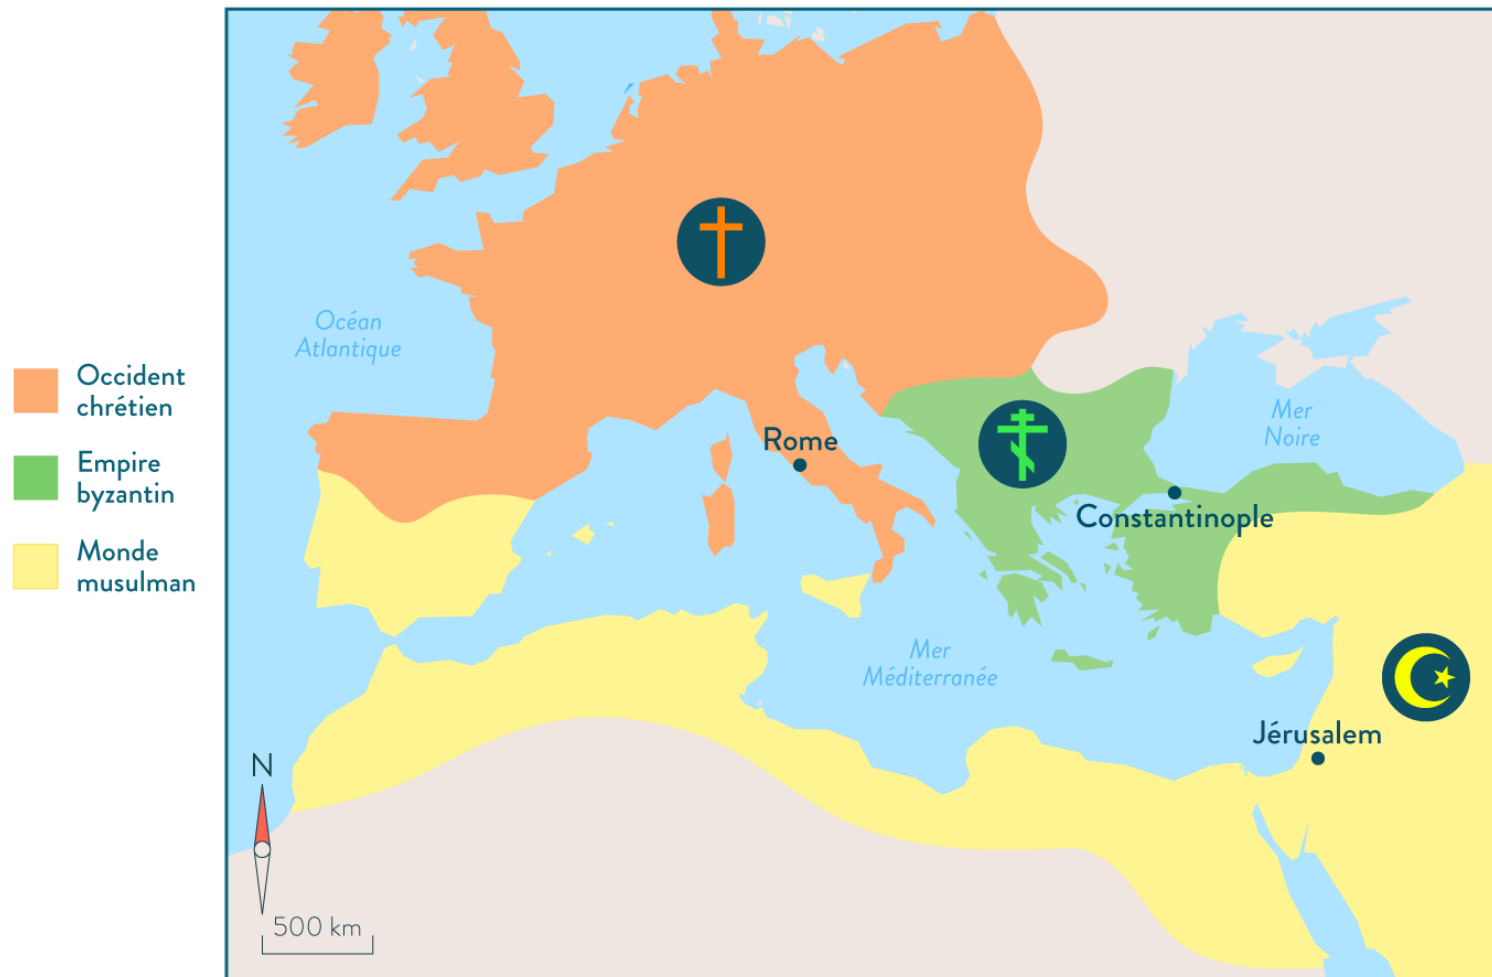 Occident
chrétien
Empire
byzantin
Monde
musulman
Océan
Atlantique
Rome
Mer
Noire
Constantinople
Mer
Méditerranée
Jérusalem
N
500 km